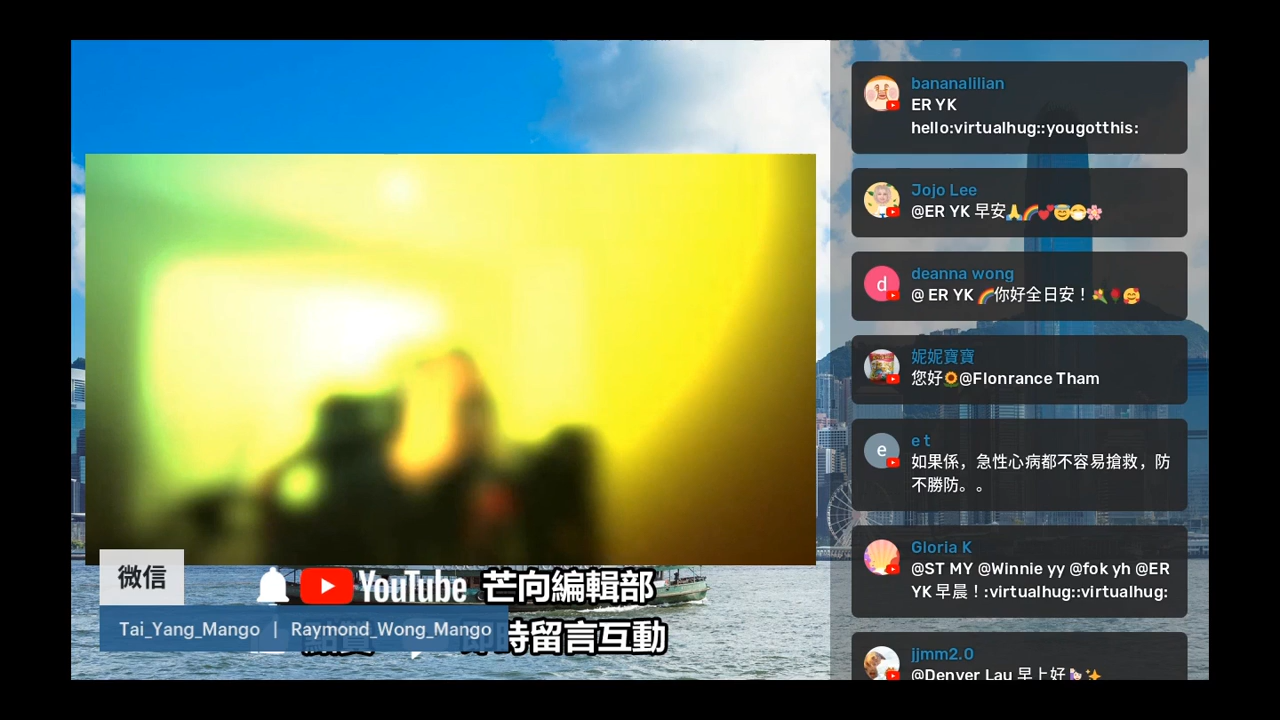 bananalilian
ER YK
hello:virtualhug::yougotthis:
Jojo Lee
@ER YK 早安🙏🌈💕😇😷🌸
deanna wong
d
@ ER YK 🌈你好全日安！💐🌹🥰
妮妮寶寶
您好🌻@Flonrance Tham
e t
e
如果係，急性心病都不容易搶救，防
不勝防。。
Gloria K
@ST MY @Winnie yy @fok yh @ER
YK 早晨！:virtualhug::virtualhug:
jjmm2.0
@Denver Lau 早上好
微信
YouTube 芒向編輯部
Tai_Yang_Mango | Raymond_Wong_Mango
時留言互動